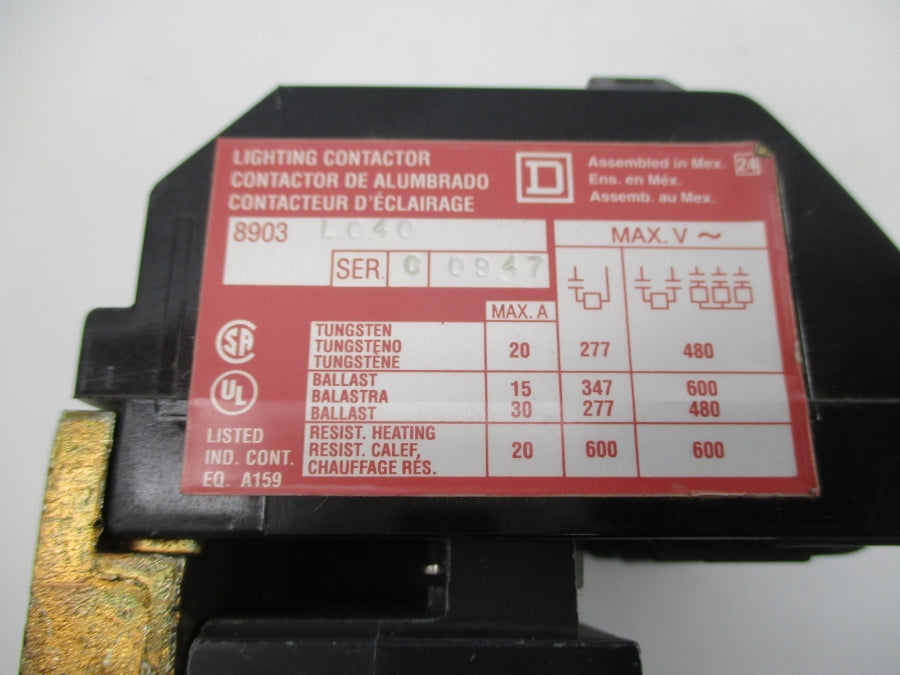 LIGHTING CONTACTOR
CONTACTOR DE ALUMBRADO
CONTACTEUR D'ÉCLAIRAGE
D
Assembled in Mex.
Ens. en Méx.
Assemb. au Mex.
24
8903 LO40
SER. C 0947
MAX. V ~
MAX. A
TUNGSTEN
TUNGSTENO
TUNGSTÈNE
20 277 480
BALLAST
BALASTRA
BALLAST
15 347 600
30 277 480
RESIST. HEATING
RESIST. CALEF,
CHAUFFAGE RÉS.
20 600 600
SA
UL
LISTED
IND. CONT.
EQ. A159